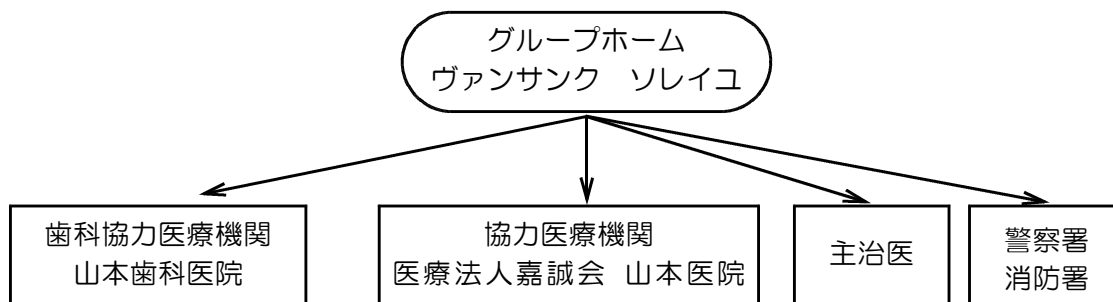 グループホーム
ヴァンサンク　ソレイユ
歯科協力医療機関
山本歯科医院
協力医療機関
医療法人嘉誠会　山本医院
主治医
警察署
消防署